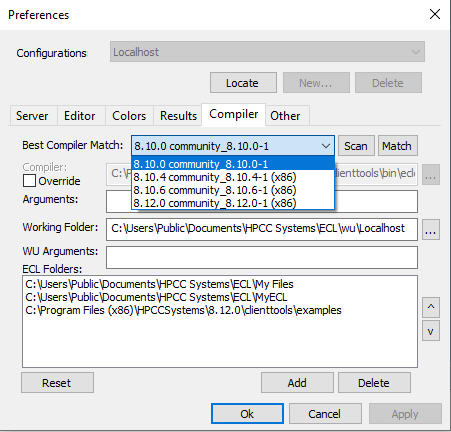 Preferences
Configurations: Localhost
Locate New... Delete
Server Editor Colors Results Compiler Other
Best Compiler Match: 8.10.0 community_8.10.0-1 Scan Match
8.10.0 community_8.10.0-1
8.10.4 community_8.10.4-1 (x86)
8.10.6 community_8.10.6-1 (x86)
8.12.0 community_8.12.0-1 (x86)
Compiler: ...
Override
Arguments:
Working Folder: C:\Users\Public\Documents\HPCC Systems\ECL\wu\Localhost ...
WU Arguments:
ECL Folders:
C:\Users\Public\Documents\HPCC Systems\ECL\My Files
C:\Users\Public\Documents\HPCC Systems\ECL\MyECL
C:\Program Files (x86)\HPCCSystems\8.12.0\clienttools\examples
^
v
Reset Add Delete
Ok Cancel Apply